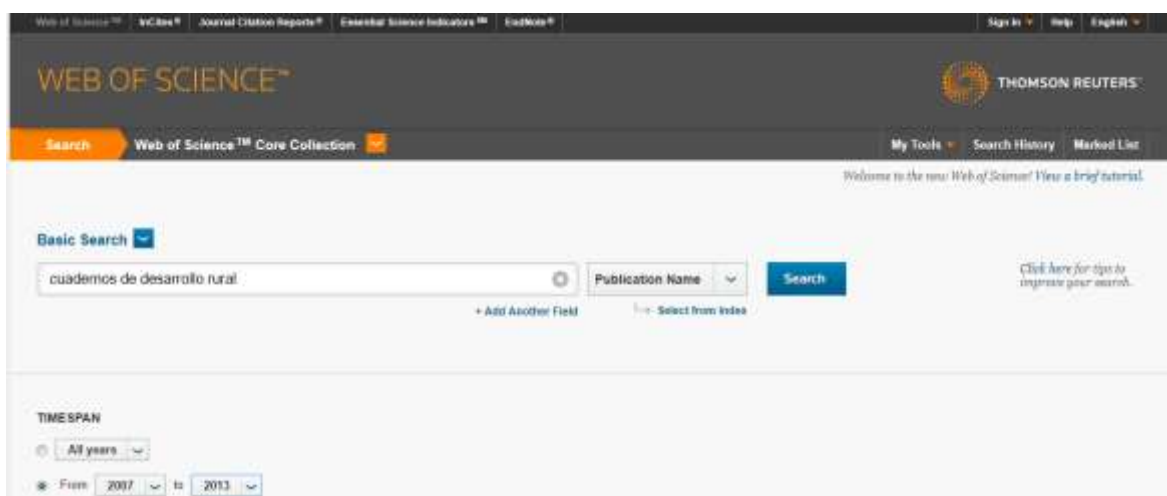 Web of Science™ InCites® Journal Citation Reports® Essential Science Indicators℠ EndNote® Sign In Help English
WEB OF SCIENCE™
THOMSON REUTERS™
Search Web of Science™ Core Collection My Tools Search History Marked List
Welcome to the new Web of Science! View a brief tutorial.
Basic Search
cuadernos de desarrollo rural Publication Name Search
Click here for tips to
improve your search.
+ Add Another Field Select from Index
TIMESPAN
All years
From 2007 to 2013